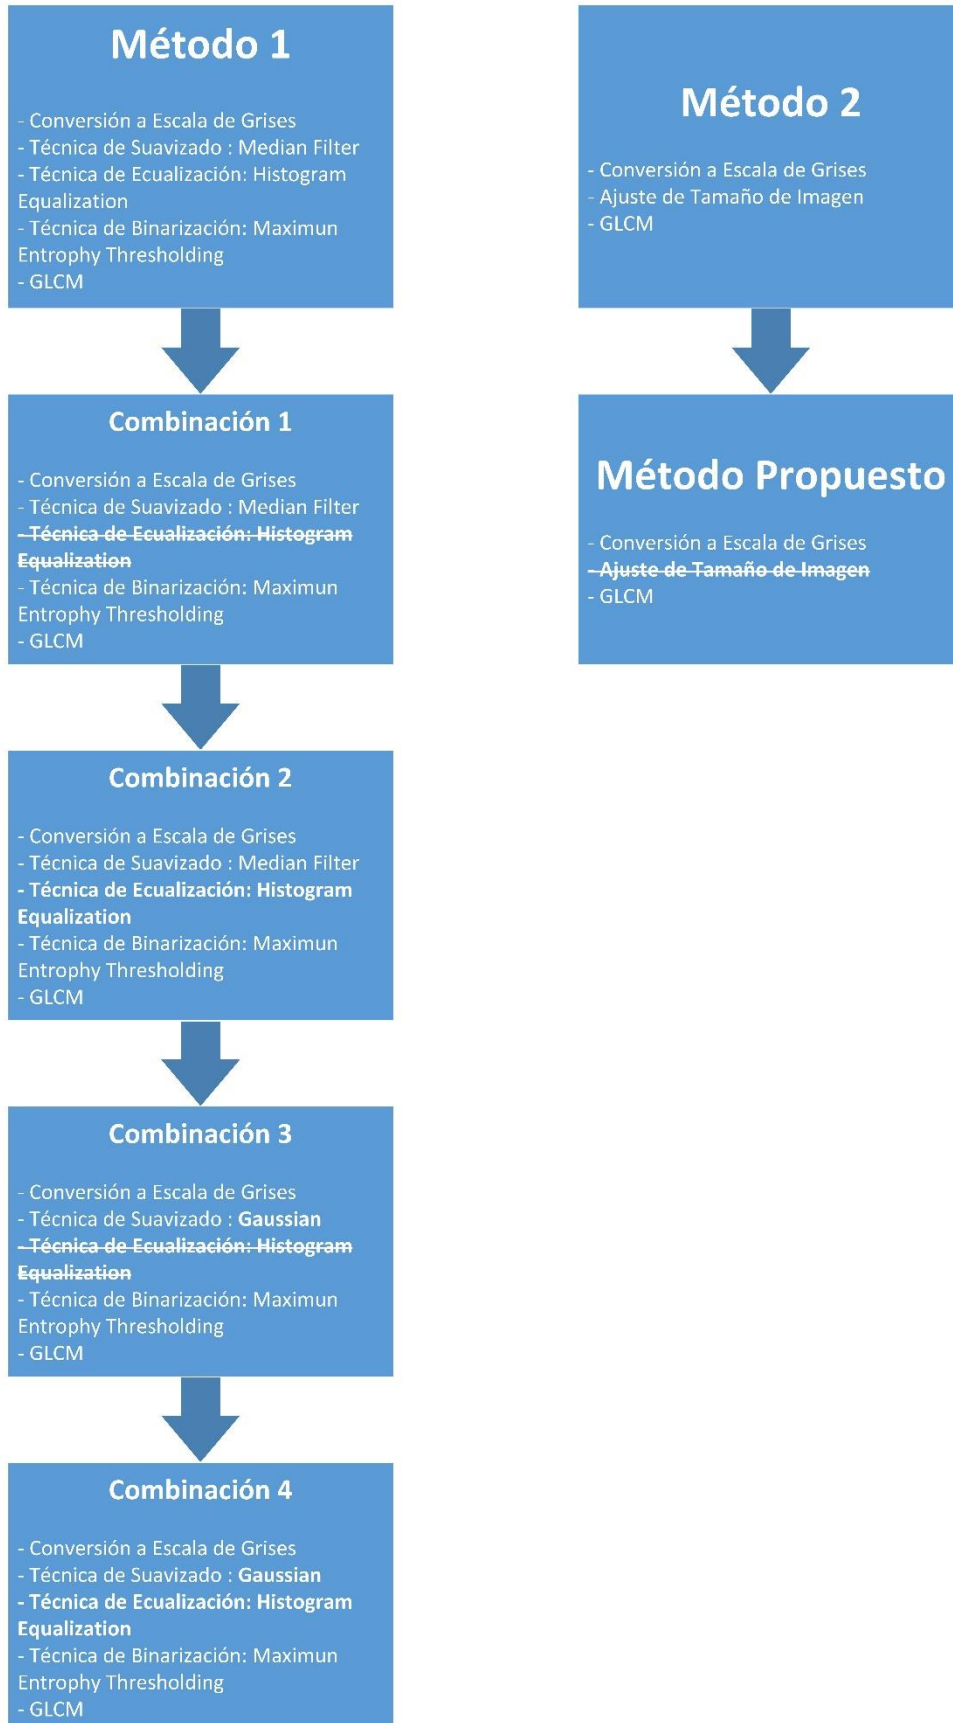 Método 1
- Conversión a Escala de Grises
- Técnica de Suavizado : Median Filter
- Técnica de Ecualización: Histogram
Equalization
- Técnica de Binarización: Maximun
Entrophy Thresholding
- GLCM
Combinación 1
- Conversión a Escala de Grises
- Técnica de Suavizado : Median Filter
- Técnica de Ecualización: Histogram
Equalization
- Técnica de Binarización: Maximun
Entrophy Thresholding
- GLCM
Combinación 2
- Conversión a Escala de Grises
- Técnica de Suavizado : Median Filter
- Técnica de Ecualización: Histogram
Equalization
- Técnica de Binarización: Maximun
Entrophy Thresholding
- GLCM
Combinación 3
- Conversión a Escala de Grises
- Técnica de Suavizado : Gaussian
- Técnica de Ecualización: Histogram
Equalization
- Técnica de Binarización: Maximun
Entrophy Thresholding
- GLCM
Combinación 4
- Conversión a Escala de Grises
- Técnica de Suavizado : Gaussian
- Técnica de Ecualización: Histogram
Equalization
- Técnica de Binarización: Maximun
Entrophy Thresholding
- GLCM
Método 2
- Conversión a Escala de Grises
- Ajuste de Tamaño de Imagen
- GLCM
Método Propuesto
- Conversión a Escala de Grises
- Ajuste de Tamaño de Imagen
- GLCM